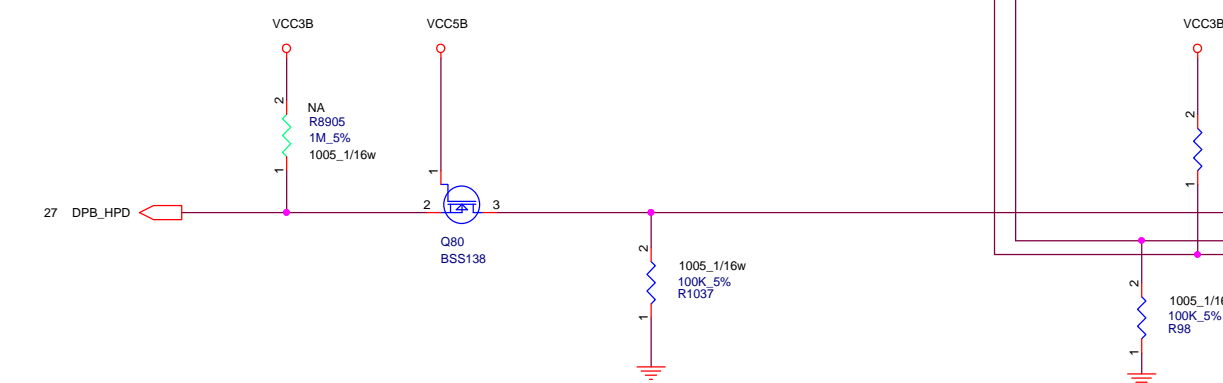 VCC3B
VCC5B
VCC3B
2
NA
R8905
1M_5%
1005_1/16w
1
2
1
1
27 DPB_HPD
2
3
Q80
BSS138
2
1005_1/16w
100K_5%
R1037
1
2
1005_1/16
100K_5%
R98
1